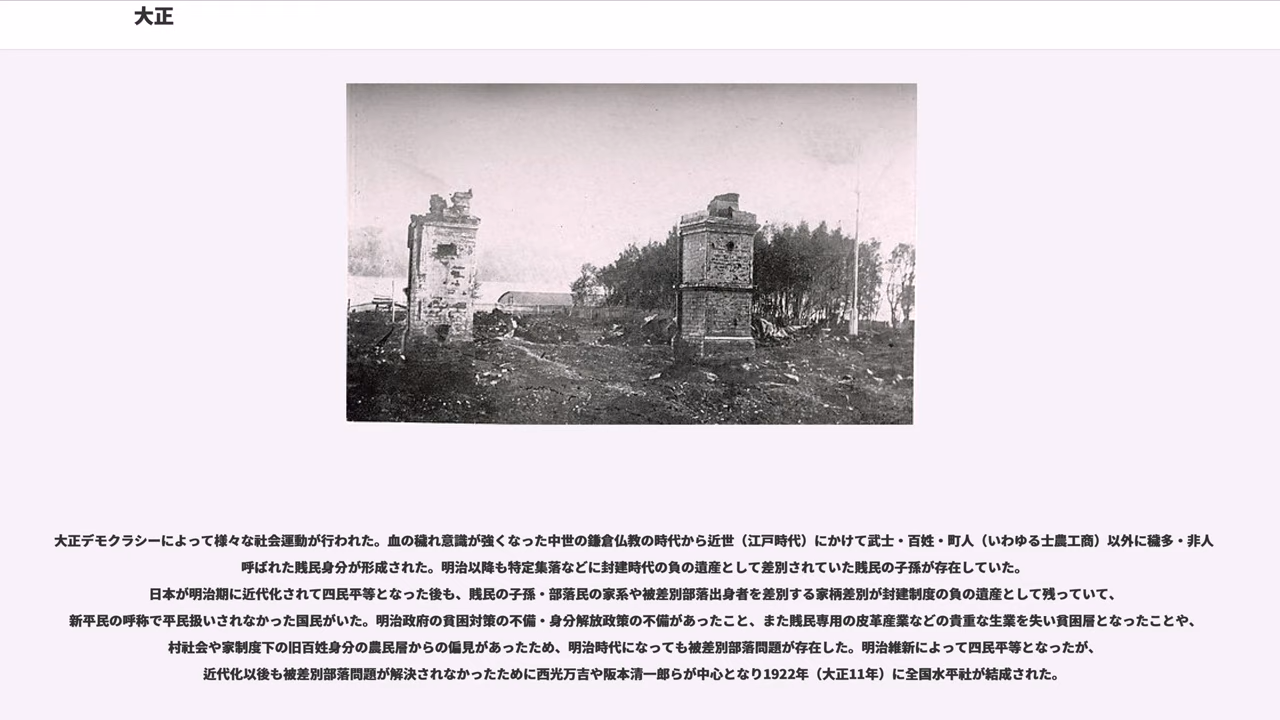 大正
大正デモクラシーによって様々な社会運動が行われた。血の穢れ意識が強くなった中世の鎌倉仏教の時代から近世（江戸時代）にかけて武士・百姓・町人（いわゆる士農工商）以外に穢多・非人
呼ばれた賎民身分が形成された。明治以降も特定集落などに封建時代の負の遺産として差別されていた賎民の子孫が存在していた。
日本が明治期に近代化されて四民平等となった後も、賎民の子孫・部落民の家系や被差別部落出身者を差別する家柄差別が封建制度の負の遺産として残っていて、
新平民の呼称で平民扱いされなかった国民がいた。明治政府の貧困対策の不備・身分解放政策の不備があったこと、また賎民専用の皮革産業などの貴重な生業を失い貧困層となったことや、
村社会や家制度下の旧百姓身分の農民層からの偏見があったため、明治時代になっても被差別部落問題が存在した。明治維新によって四民平等となったが、
近代化以後も被差別部落問題が解決されなかったために西光万吉や阪本清一郎らが中心となり1922年（大正11年）に全国水平社が結成された。